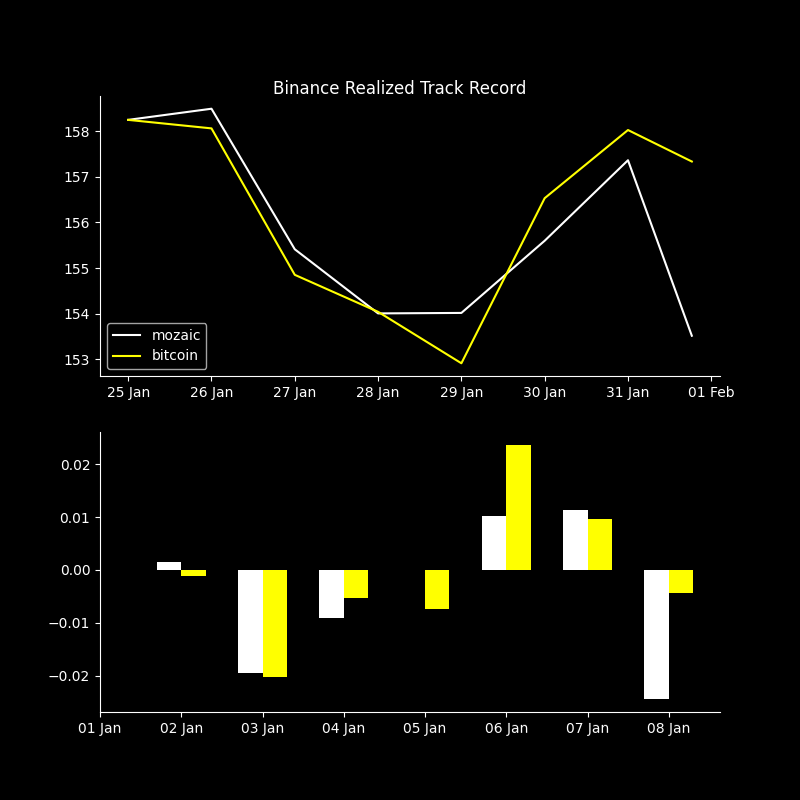 Binance Realized Track Record
158
157
156
155
154
153
mozaic
bitcoin
25 Jan 26 Jan 27 Jan 28 Jan 29 Jan 30 Jan 31 Jan 01 Feb
0.02
0.01
0.00
−0.01
−0.02
01 Jan 02 Jan 03 Jan 04 Jan 05 Jan 06 Jan 07 Jan 08 Jan